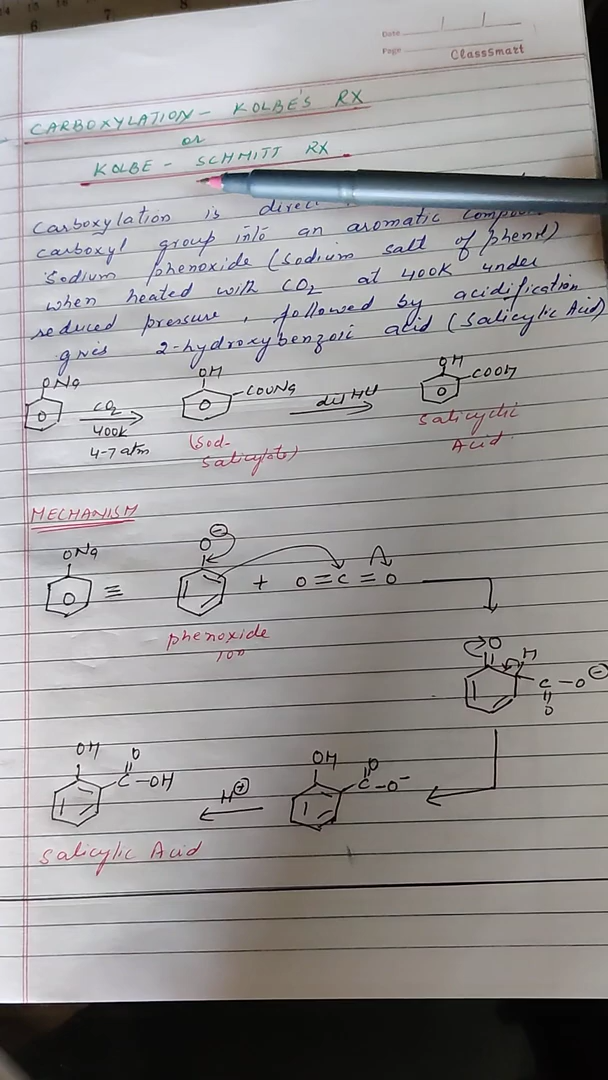 Date
Page
Classsmart
CARBOXYLATION - KOLBE'S RX
or
KOLBE - SCHMITT RX
Carboxylation is
carboxyl group into an aromatic
Sodium phenoxide (Sodium salt of phenol)
when heated with CO2 at 400K under
reduced pressure, followed by acidification
gives 2-hydroxybenzoic acid (Salicylic Acid)
ONa OH OH
COONa COOH
CO2 dil HCl
400K
4-7 atm
(Sod- Salicylic
Salicylate) Acid
MECHANISM
ONa O⊖
≡ + O=C=O
phenoxide
ion
O H
C-O⊖
O
OH O OH O
C-OH H⊕ C-O-
Salicylic Acid